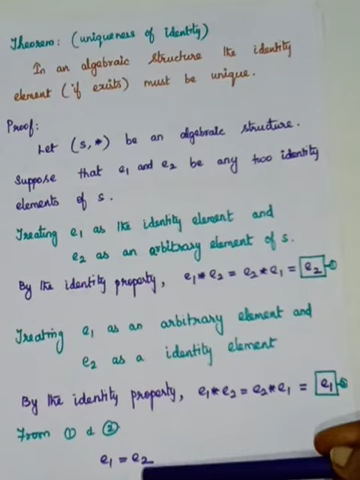 Theorem: (uniqueness of identity)
In an algebraic structure the identity
element (if exists) must be unique.
Proof:
Let (S, *) be an algebraic structure.
Suppose that e₁ and e₂ be any two identity
elements of S.
Treating e₁ as the identity element and
e₂ as an arbitrary element of S.
By the identity property, e₁ * e₂ = e₂ * e₁ = e₂ ①
Treating e₁ as an arbitrary element and
e₂ as a identity element
By the identity property, e₁ * e₂ = e₂ * e₁ = e₁ ②
From ① & ②
e₁ = e₂